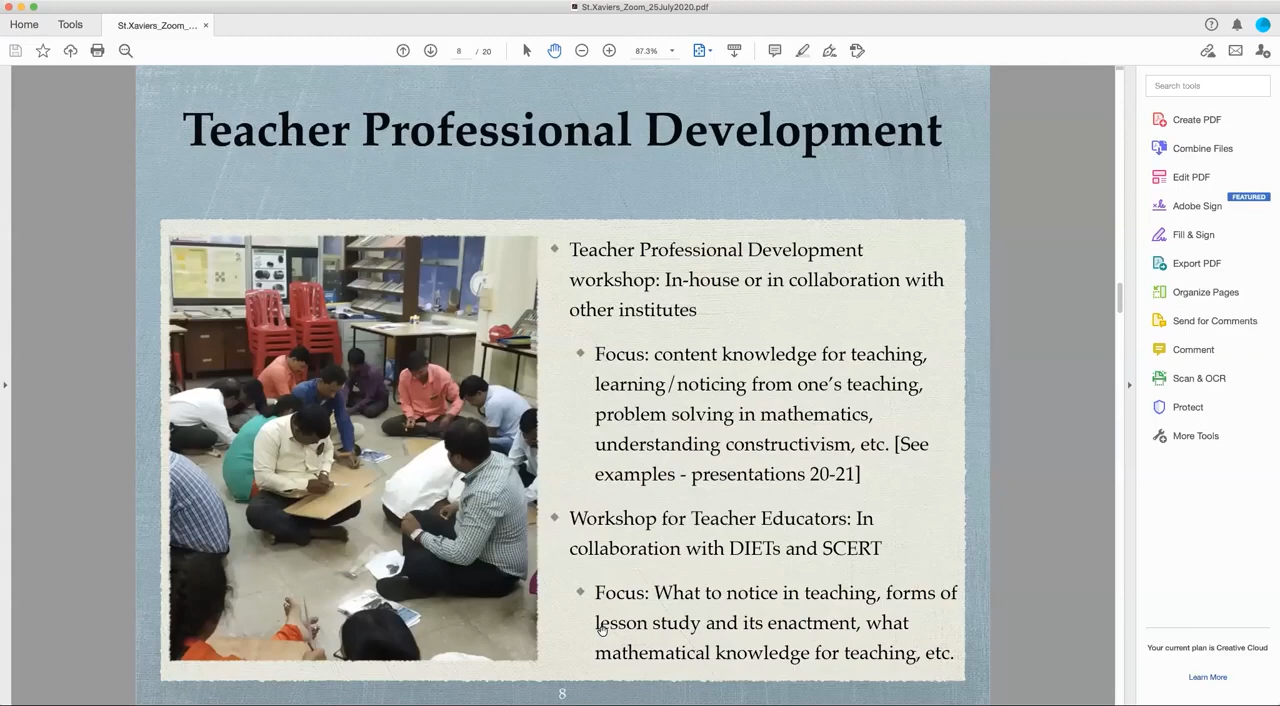 St.Xaviers_Zoom_25July2020.pdf
Home
Tools
St.Xaviers_Zoom_... ×
8 / 20
87.3%
Teacher Professional Development
Teacher Professional Development
workshop: In-house or in collaboration with
other institutes
Focus: content knowledge for teaching,
learning/noticing from one's teaching,
problem solving in mathematics,
understanding constructivism, etc. [See
examples - presentations 20-21]
Workshop for Teacher Educators: In
collaboration with DIETs and SCERT
Focus: What to notice in teaching, forms of
lesson study and its enactment, what
mathematical knowledge for teaching, etc.
8
Search tools
Create PDF
Combine Files
Edit PDF
FEATURED
Adobe Sign
Fill & Sign
Export PDF
Organize Pages
Send for Comments
Comment
Scan & OCR
Protect
More Tools
Your current plan is Creative Cloud
Learn More